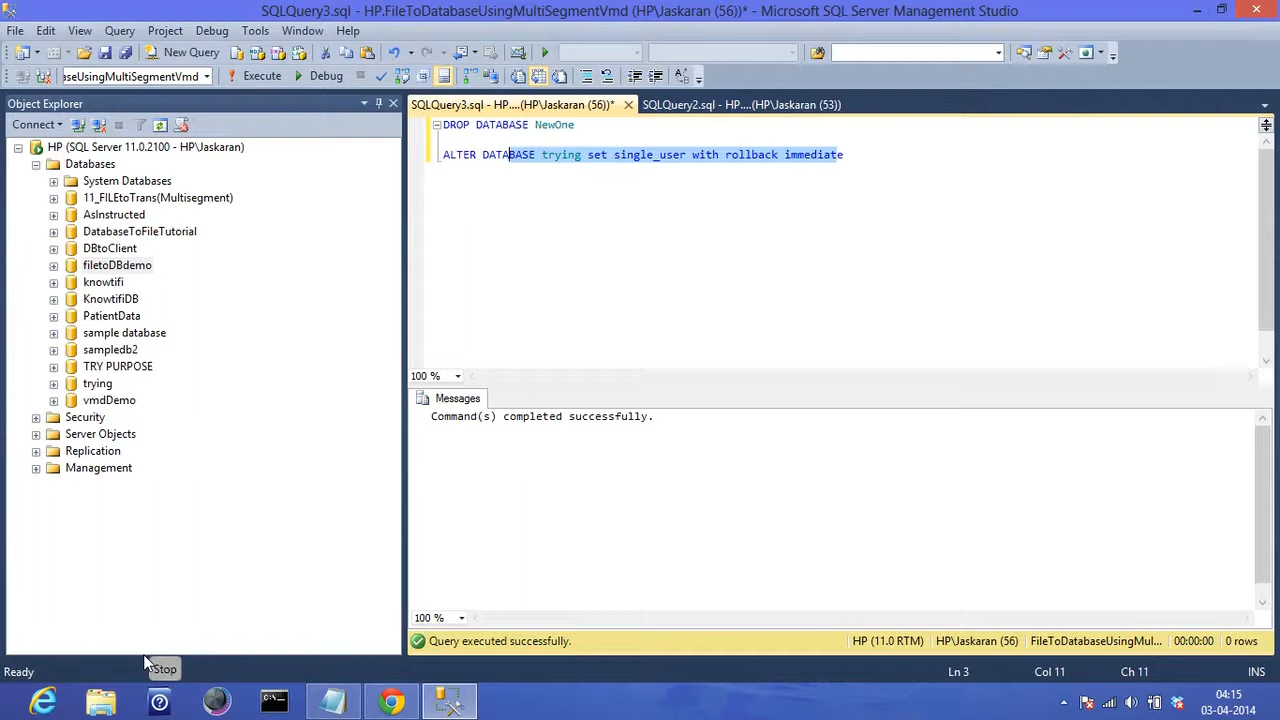 SQLQuery3.sql - HP.FileToDatabaseUsingMultiSegmentVmd (HP\Jaskaran (56))* - Microsoft SQL Server Management Studio
File Edit View Query Project Debug Tools Window Help
New Query
seUsingMultiSegmentVmd Execute Debug
Object Explorer
SQLQuery3.sql - HP....(HP\Jaskaran (56))* SQLQuery2.sql - HP....(HP\Jaskaran (53))
Connect
HP (SQL Server 11.0.2100 - HP\Jaskaran)
Databases
System Databases
11_FILEtoTrans(Multisegment)
AsInstructed
DatabaseToFileTutorial
DBtoClient
filetoDBdemo
knowtifi
KnowtifiDB
PatientData
sample database
sampledb2
TRY PURPOSE
trying
vmdDemo
Security
Server Objects
Replication
Management
DROP DATABASE NewOne
ALTER DATABASE trying set single_user with rollback immediate
100 %
Messages
Command(s) completed successfully.
100 %
Query executed successfully. HP (11.0 RTM) HP\Jaskaran (56) FileToDatabaseUsingMul... 00:00:00 0 rows
Stop
Ready Ln 3 Col 11 Ch 11 INS
04:15
03-04-2014